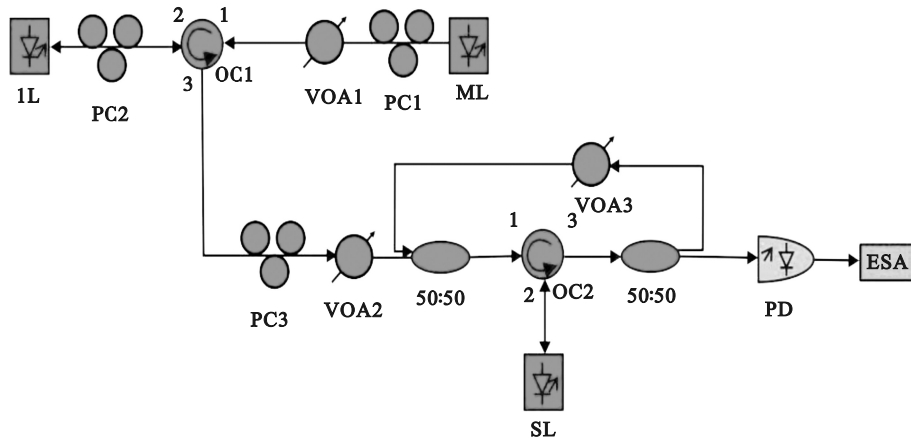 2
1
3
OC1
1L
PC2
VOA1
PC1
ML
VOA3
1
3
2
OC2
PC3
VOA2
50:50
50:50
PD
ESA
SL